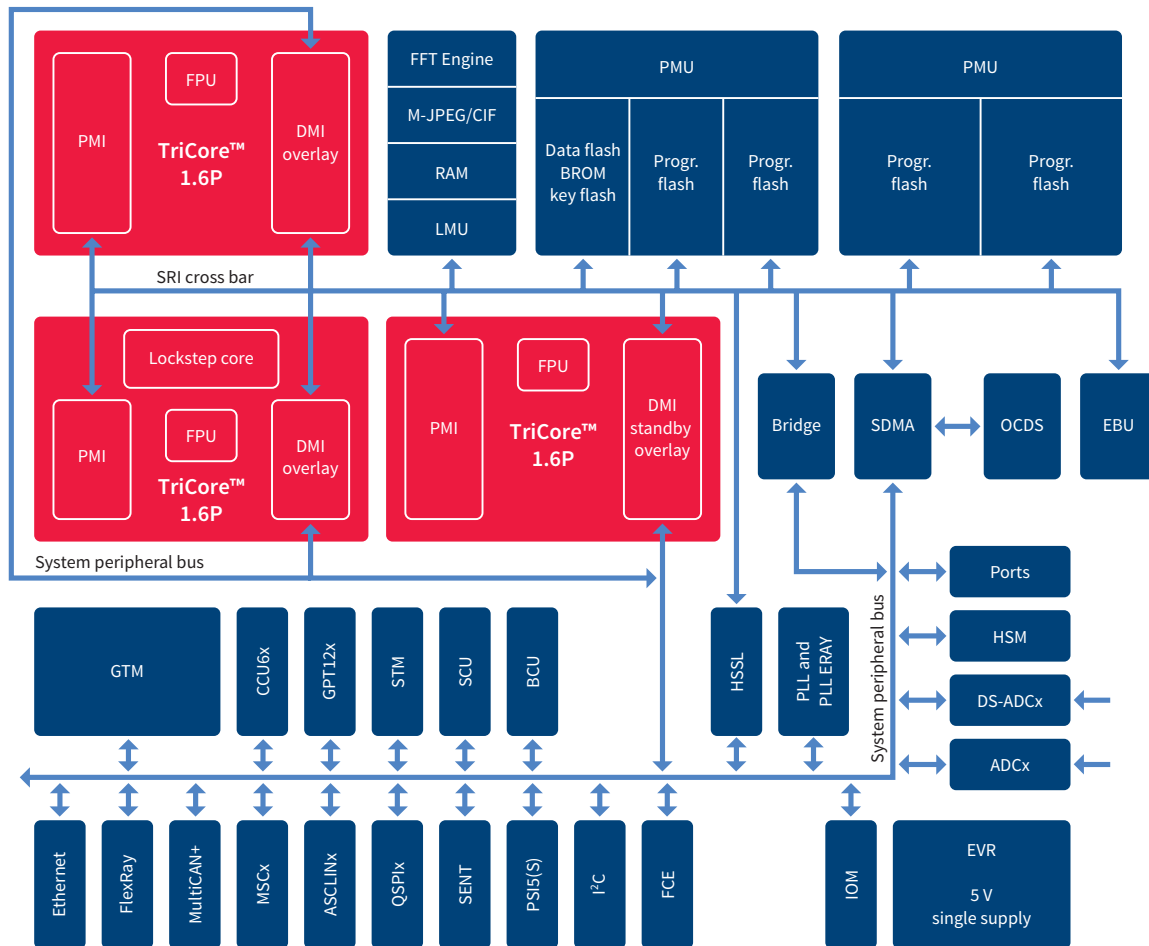 FPU
PMI
TriCore™
1.6P
DMI
overlay
FFT Engine
M-JPEG/CIF
RAM
LMU
PMU
Data flash
BROM
key flash
Progr.
flash
Progr.
flash
PMU
Progr.
flash
Progr.
flash
SRI cross bar
Lockstep core
PMI
FPU
TriCore™
1.6P
DMI
overlay
PMI
FPU
TriCore™
1.6P
DMI
standby
overlay
Bridge
SDMA
OCDS
EBU
System peripheral bus
System peripheral bus
Ports
HSM
DS-ADCx
ADCx
GTM
CCU6x
GPT12x
STM
SCU
BCU
HSSL
PLL and
PLL ERAY
Ethernet
FlexRay
MultiCAN+
MSCx
ASCLINx
QSPIx
SENT
PSI5(S)
I²C
FCE
IOM
EVR
5 V
single supply